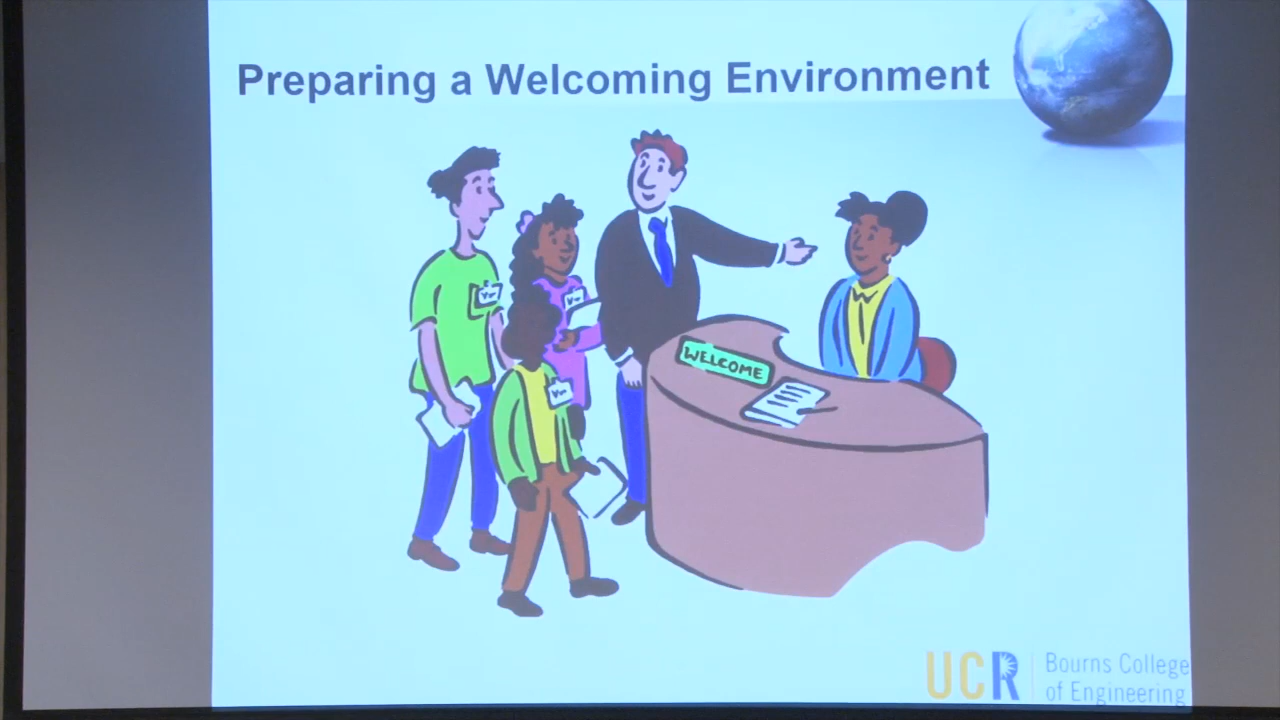 Preparing a Welcoming Environment
WELCOME
UCR
Bourns College
of Engineering